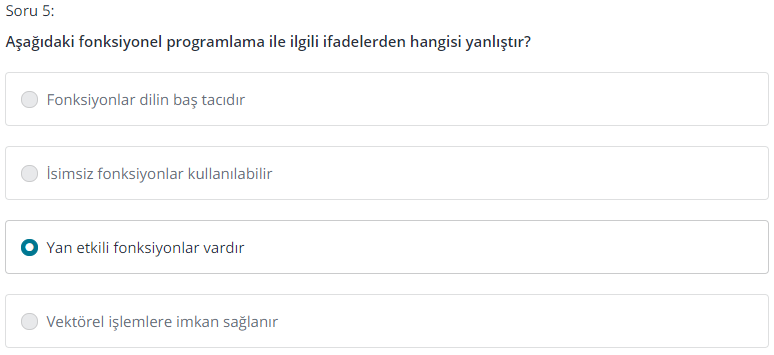 Soru 5:
Aşağıdaki fonksiyonel programlama ile ilgili ifadelerden hangisi yanlıştır?
Fonksiyonlar dilin baş tacıdır
İsimsiz fonksiyonlar kullanılabilir
Yan etkili fonksiyonlar vardır
Vektörel işlemlere imkan sağlanır